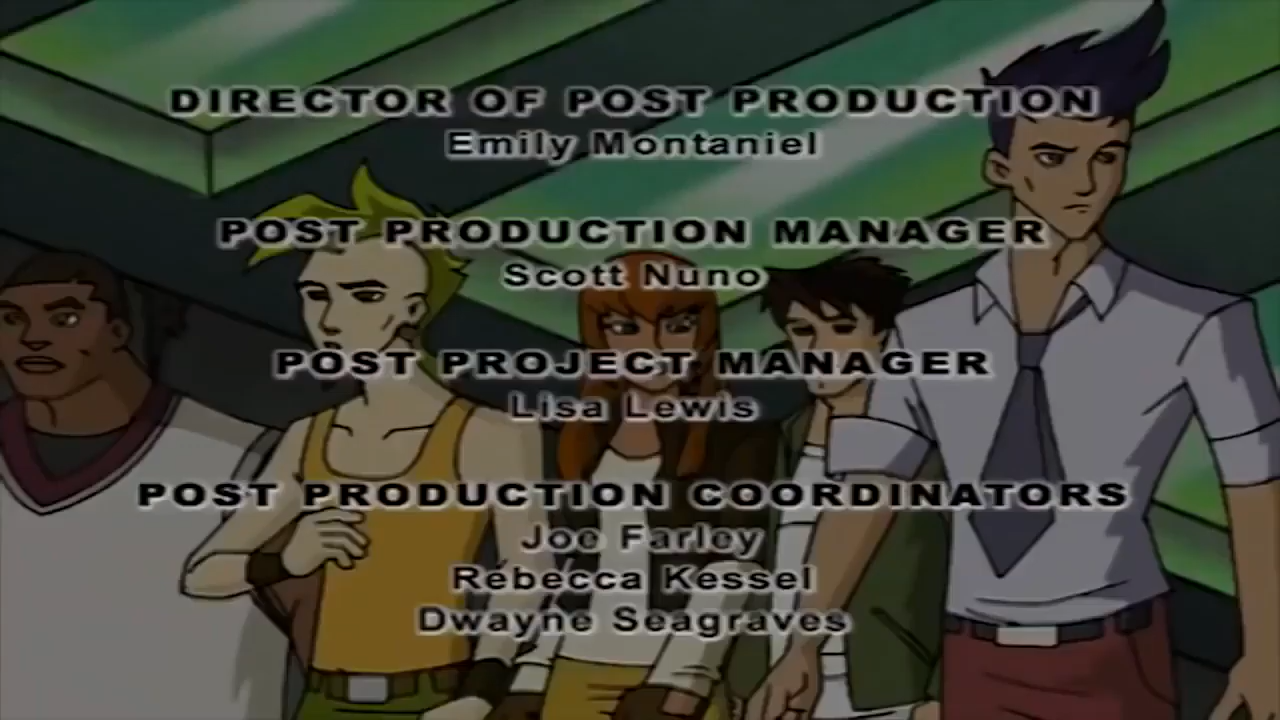 DIRECTOR OF POST PRODUCTION
Emily Montaniel
POST PRODUCTION MANAGER
Scott Nuno
POST PROJECT MANAGER
Lisa Lewis
POST PRODUCTION COORDINATORS
Joe Farley
Rebecca Kessel
Dwayne Seagraves